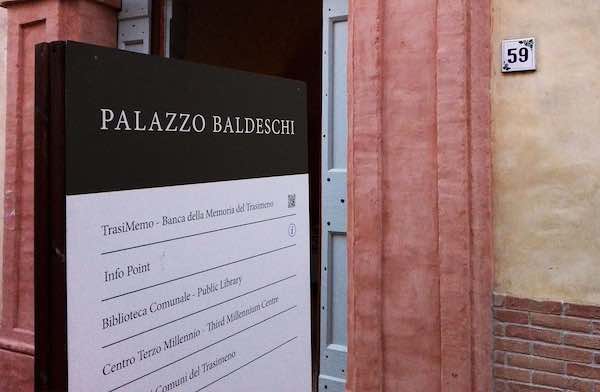 59
PALAZZO BALDESCHI
TrasiMemo - Banca della Memoria del Trasimeno
Info Point
i
Biblioteca Comunale - Public Library
Centro Terzo Millennio - Third Millennium Centre
Comuni del Trasimeno